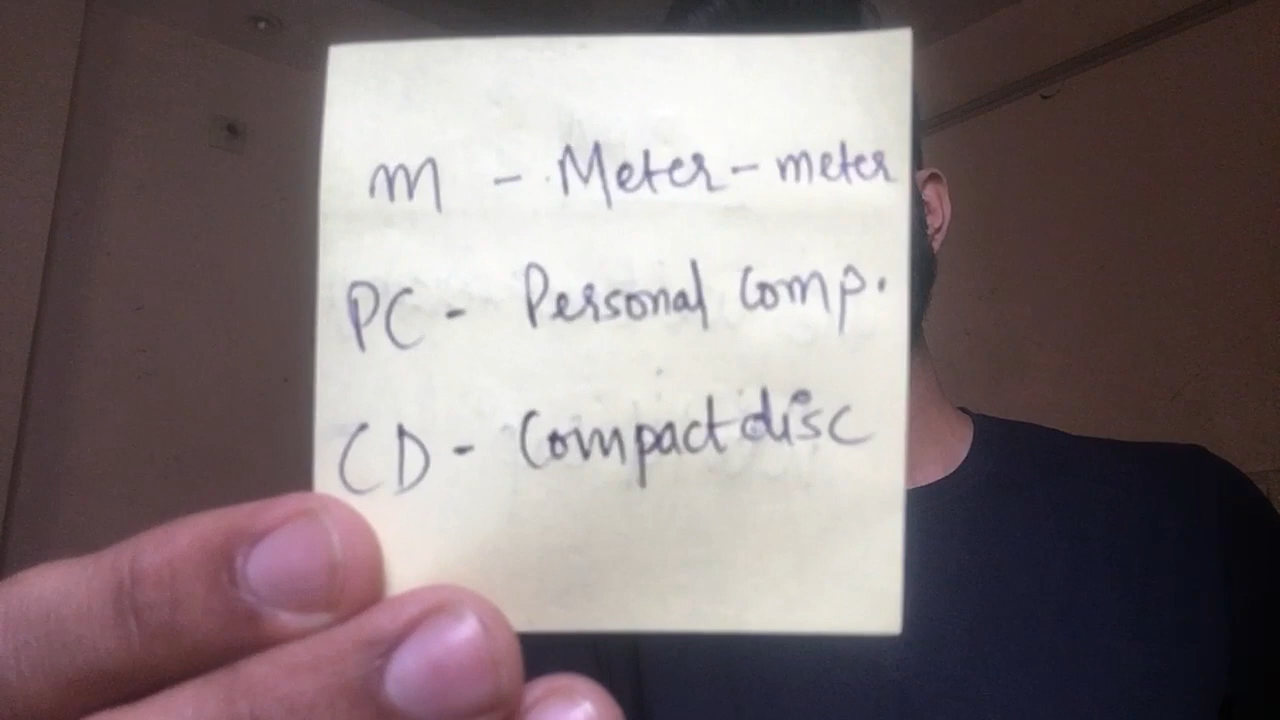 m - Meter - meter
PC - Personal Comp.
CD - Compact disc